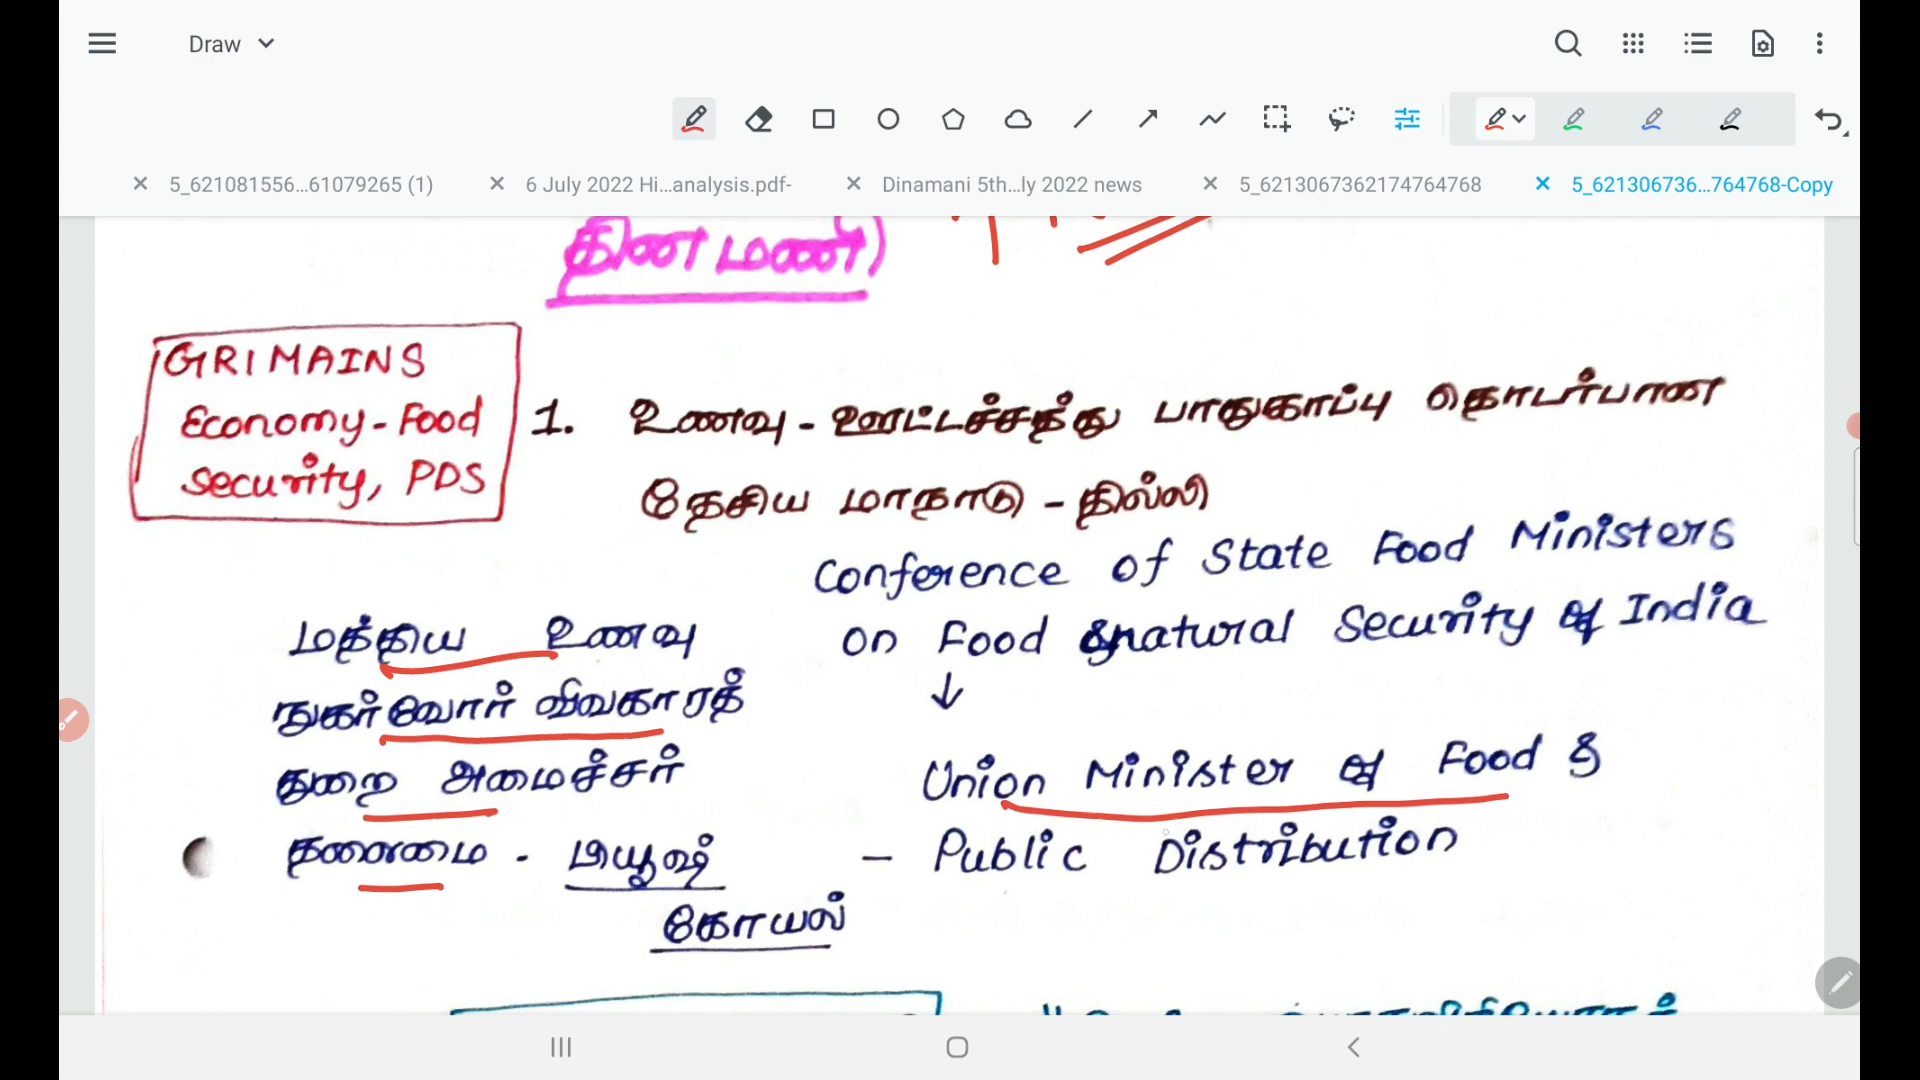 Draw
5_621081556...61079265 (1)
6 July 2022 Hi...analysis.pdf-
Dinamani 5th...ly 2022 news
5_6213067362174764768
5_621306736...764768-Copy
தினமணி)
GRI MAINS
Economy - Food
Security, PDS
1. உணவு - ஊட்டச்சத்து பாதுகாப்பு தொடர்பான
தேசிய மாநாடு - தில்லி
Conference of State Food Ministers
on Food & natural Security of India
மத்திய உணவு
நுகர்வோர் விவகாரத்
துறை அமைச்சர்
Union Minister of Food &
தலைமை - பியூஷ்
- Public Distribution
கோயல்